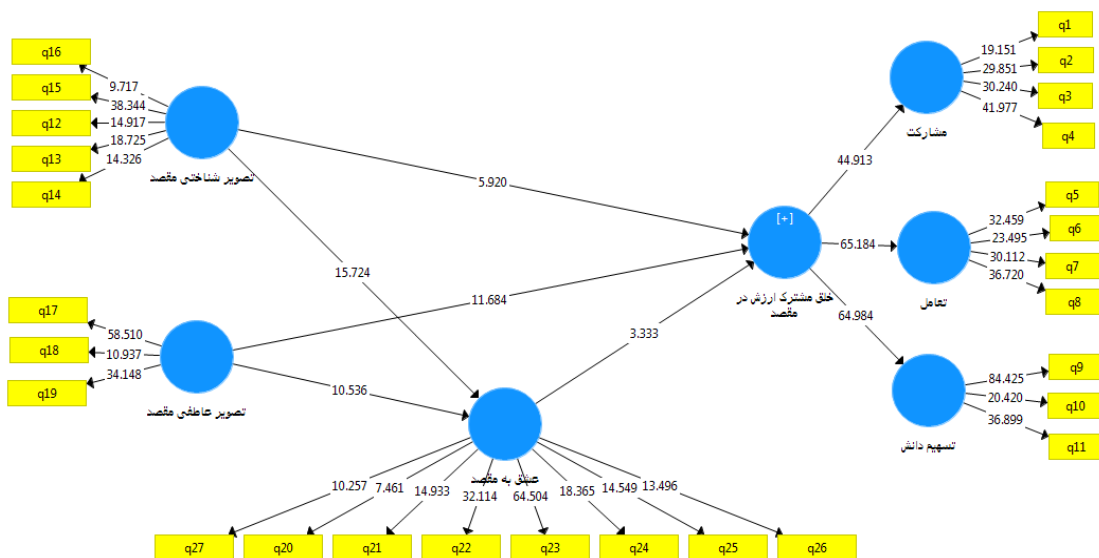 q16
q15
q12
q13
q14
9.717
38.344
14.917
18.725
14.326
تصویر شناختی مقصد
q17
q18
q19
58.510
10.937
34.148
تصویر عاطفی مقصد
5.920
15.724
11.684
10.536
3.333
عشق به مقصد
10.257
7.461
14.933
32.114
64.504
18.365
14.549
13.496
q27
q20
q21
q22
q23
q24
q25
q26
[+]
خلق مشترک ارزش در
مقصد
44.913
65.184
64.984
مشارکت
19.151
29.851
30.240
41.977
q1
q2
q3
q4
تعامل
32.459
23.495
30.112
36.720
q5
q6
q7
q8
تسهیم دانش
84.425
20.420
36.899
q9
q10
q11